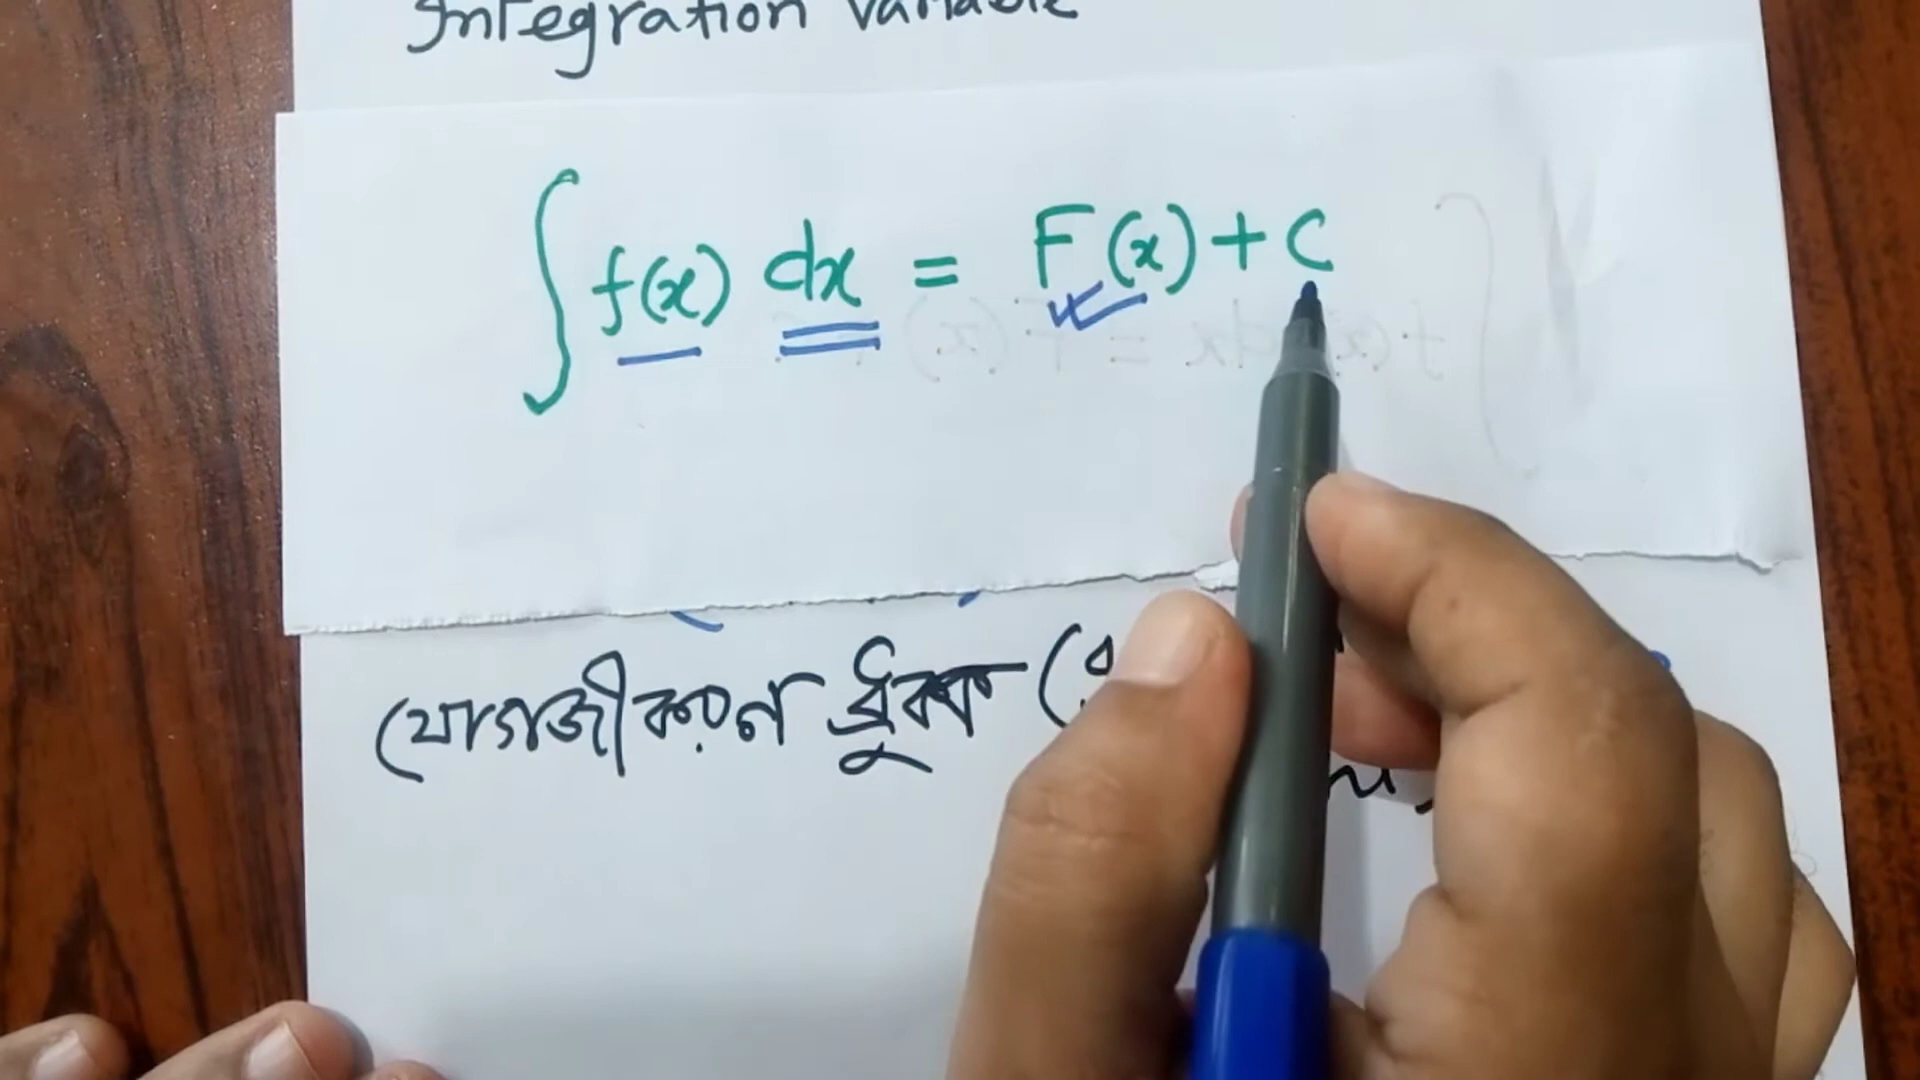 Integration variable
∫ f(x) dx = F(x) + C
যোগজীকরণ ধ্রুবক (